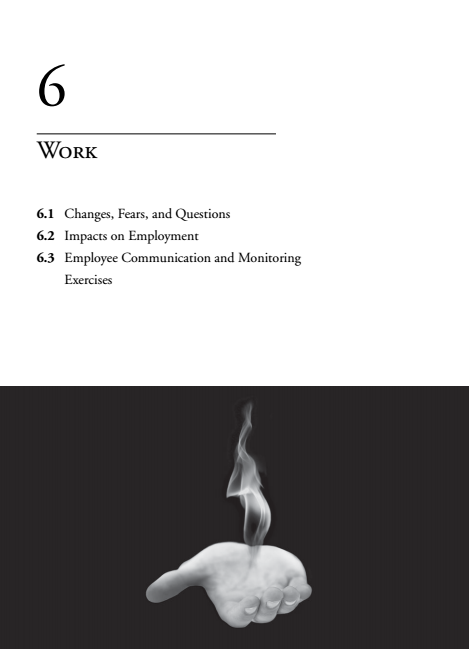 6
Work
6.1 Changes, Fears, and Questions
6.2 Impacts on Employment
6.3 Employee Communication and Monitoring
Exercises